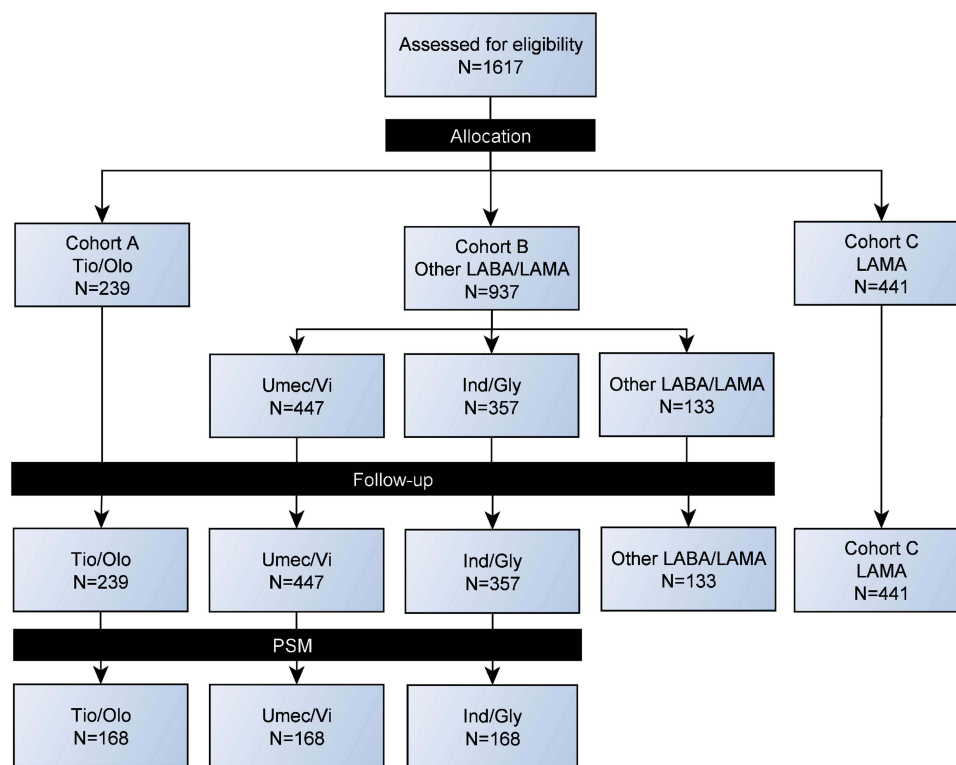 Assessed for eligibility
N=1617
Allocation
Cohort A
Tio/Olo
N=239
Cohort B
Other LABA/LAMA
N=937
Cohort C
LAMA
N=441
Umec/Vi
N=447
Ind/Gly
N=357
Other LABA/LAMA
N=133
Follow-up
Tio/Olo
N=239
Umec/Vi
N=447
Ind/Gly
N=357
Other LABA/LAMA
N=133
Cohort C
LAMA
N=441
PSM
Tio/Olo
N=168
Umec/Vi
N=168
Ind/Gly
N=168